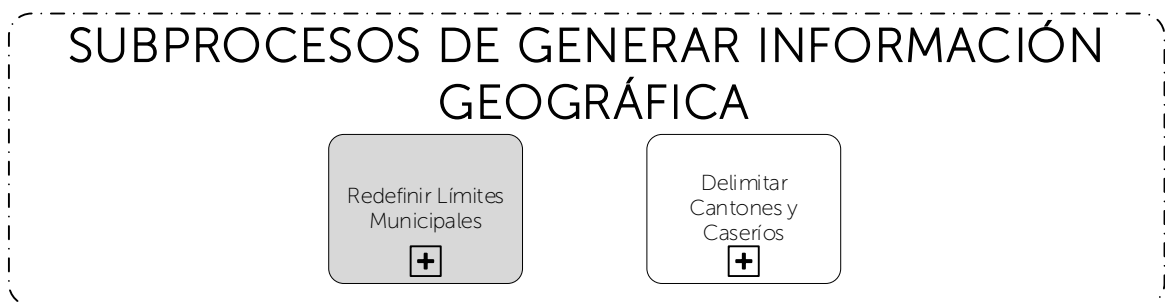 SUBPROCESOS DE GENERAR INFORMACIÓN
GEOGRÁFICA
Redefinir Límites
Municipales
Delimitar
Cantones y
Caseríos